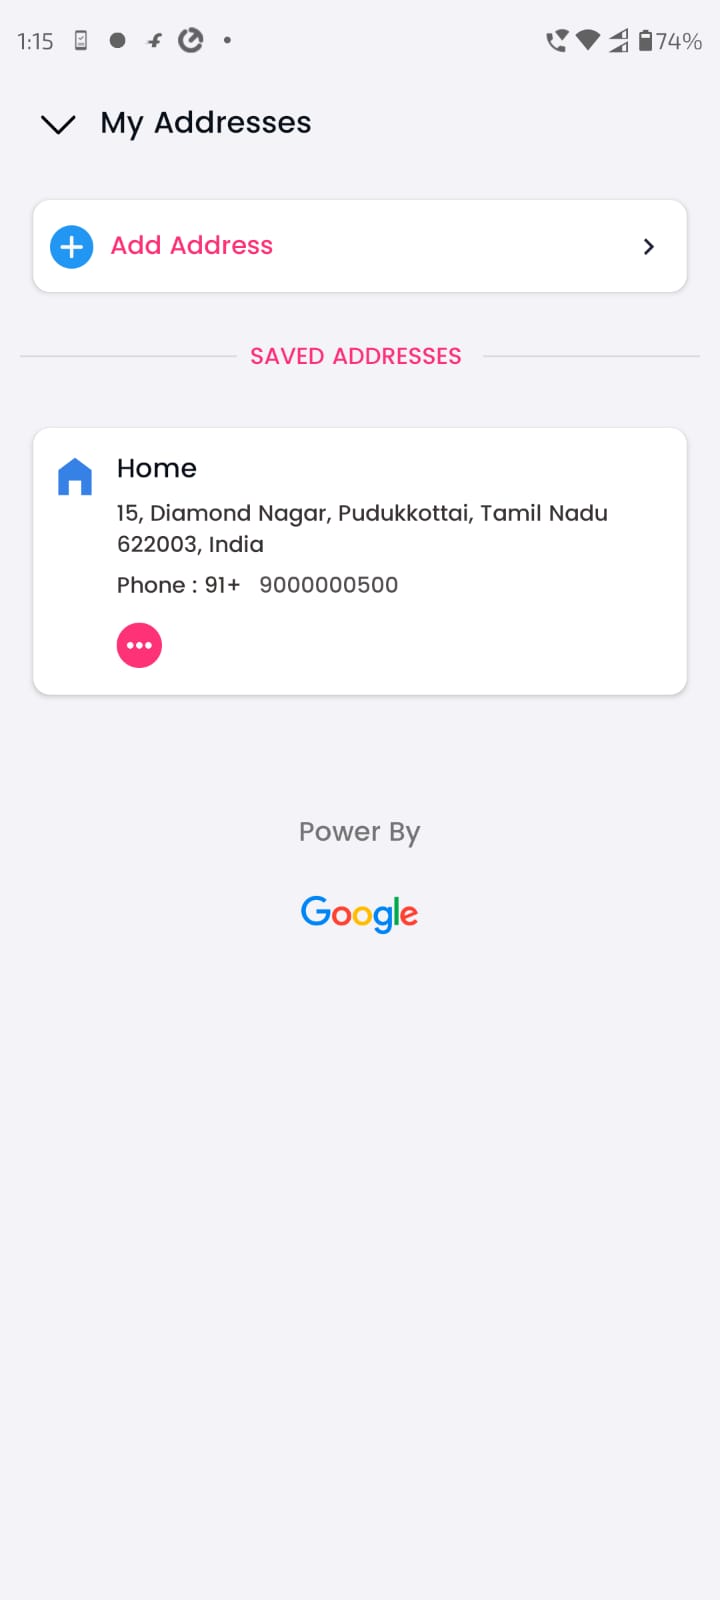 1:15
74%
My Addresses
Add Address
SAVED ADDRESSES
Home
15, Diamond Nagar, Pudukkottai, Tamil Nadu
622003, India
Phone : 91+ 9000000500
Power By
Google